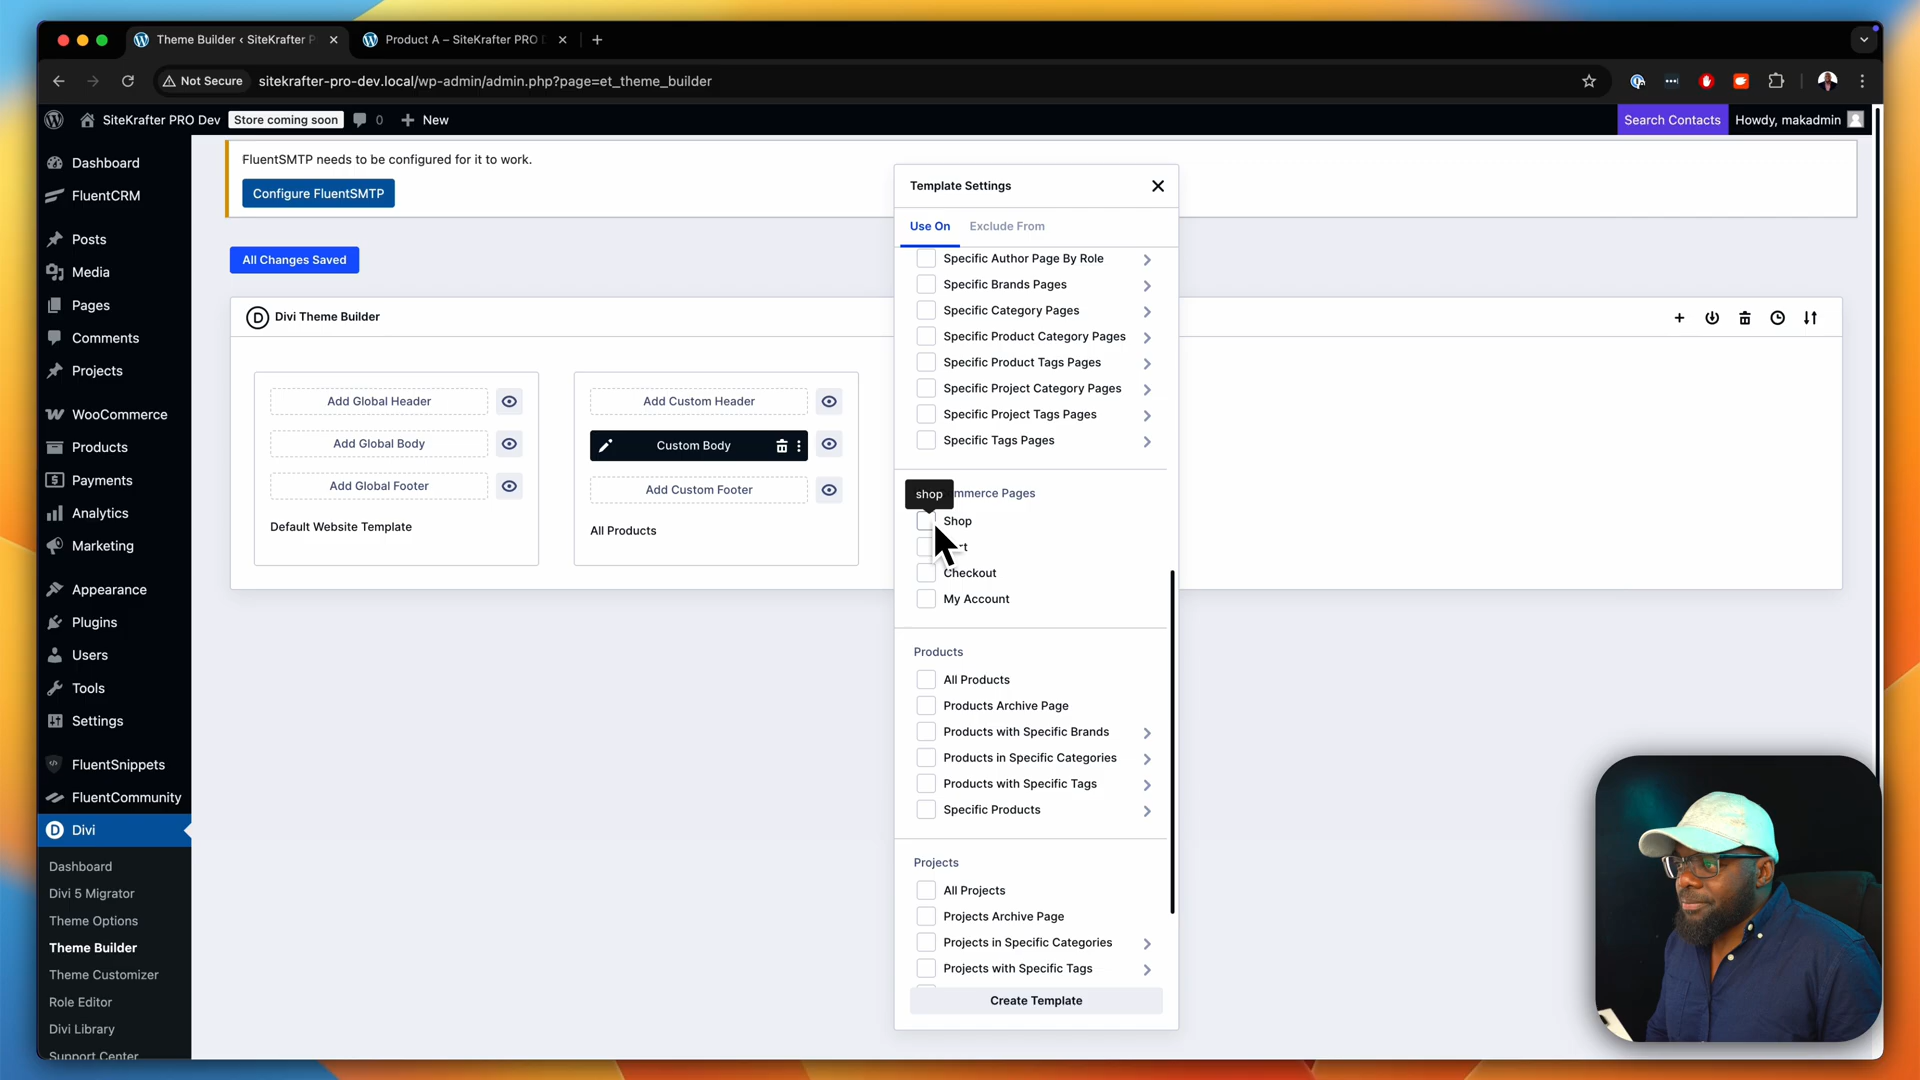 Theme Builder ‹ SiteKrafter P
Product A – SiteKrafter PRO D
Not Secure
sitekrafter-pro-dev.local/wp-admin/admin.php?page=et_theme_builder
SiteKrafter PRO Dev
Store coming soon
0
New
Search Contacts
Howdy, makadmin
Dashboard
FluentCRM
Posts
Media
Pages
Comments
Projects
WooCommerce
Products
Payments
Analytics
Marketing
Appearance
Plugins
Users
Tools
Settings
FluentSnippets
FluentCommunity
Divi
Dashboard
Divi 5 Migrator
Theme Options
Theme Builder
Theme Customizer
Role Editor
Divi Library
Support Center
FluentSMTP needs to be configured for it to work.
Configure FluentSMTP
All Changes Saved
D
Divi Theme Builder
Add Global Header
Add Global Body
Add Global Footer
Default Website Template
Add Custom Header
Custom Body
Add Custom Footer
All Products
Template Settings
Use On
Exclude From
Specific Author Page By Role
Specific Brands Pages
Specific Category Pages
Specific Product Category Pages
Specific Product Tags Pages
Specific Project Category Pages
Specific Project Tags Pages
Specific Tags Pages
shop
mmerce Pages
Shop
rt
Checkout
My Account
Products
All Products
Products Archive Page
Products with Specific Brands
Products in Specific Categories
Products with Specific Tags
Specific Products
Projects
All Projects
Projects Archive Page
Projects in Specific Categories
Projects with Specific Tags
Create Template